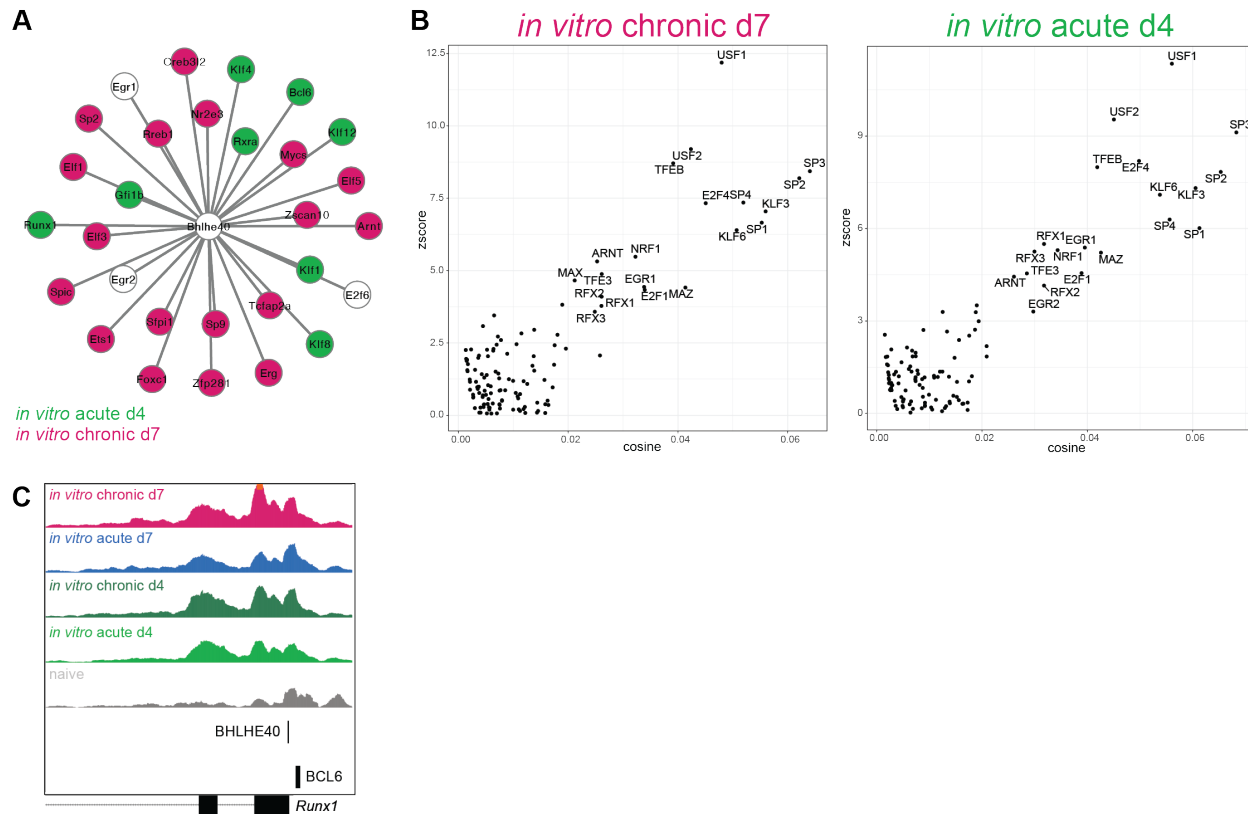 A
Creb3l2
Klf4
Egr1
Bcl6
Sp2
Nr2e3
Rreb1
Rxra
Klf12
Mycs
Elf1
Elf5
Gfi1b
Zscan10
Runx1
Elf3
Bhlhe40
Arnt
Klf1
Egr2
E2f6
Spic
Tcfap2a
Sfpi1
Sp9
Ets1
Klf8
Foxc1
Zfp281
Erg
in vitro acute d4
in vitro chronic d7
B
in vitro chronic d7
12.5
10.0
7.5
5.0
2.5
0.0
zscore
USF1
USF2
TFEB
SP3
SP2
E2F4
SP4
KLF3
SP1
KLF6
ARNT
NRF1
MAX
TFE3
EGR1
RFX2
E2F1
MAZ
RFX1
RFX3
0.00
0.02
0.04
0.06
cosine
in vitro acute d4
9
6
3
0
zscore
USF1
USF2
SP3
TFEB
E2F4
SP2
KLF6
KLF3
SP4
SP1
RFX1
EGR1
RFX3
NRF1
MAZ
TFE3
E2F1
ARNT
RFX2
EGR2
0.00
0.02
0.04
0.06
cosine
C
in vitro chronic d7
in vitro acute d7
in vitro chronic d4
in vitro acute d4
naive
BHLHE40
BCL6
Runx1